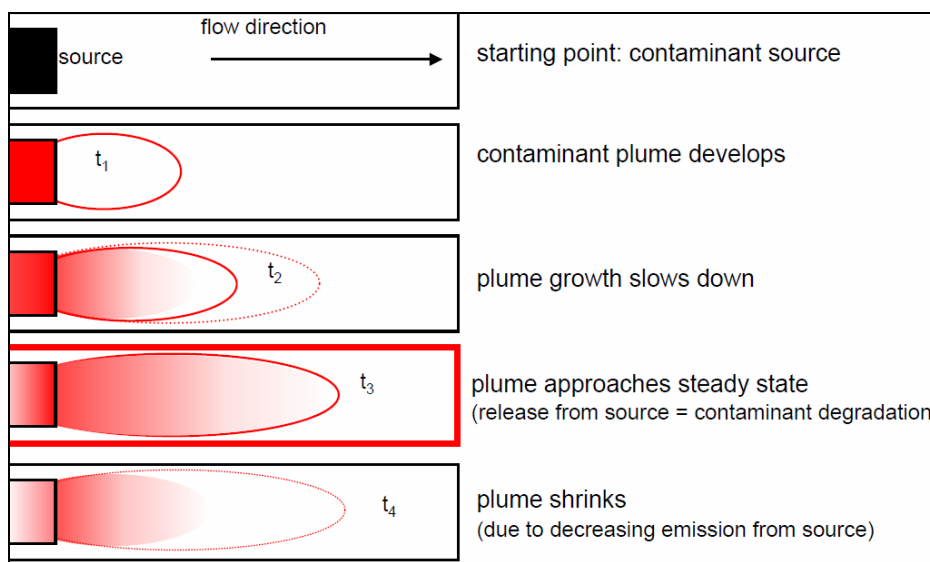 flow direction
source
starting point: contaminant source
t1
contaminant plume develops
t2
plume growth slows down
t3
plume approaches steady state
(release from source = contaminant degradation
t4
plume shrinks
(due to decreasing emission from source)